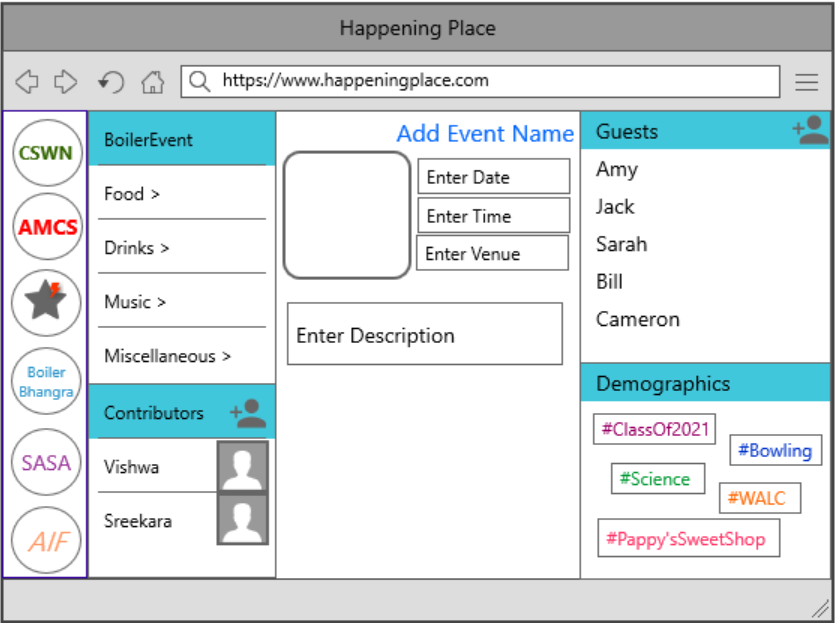 Happening Place
https://www.happeningplace.com
CSWN
AMCS
Boiler
Bhangra
SASA
AIF
BoilerEvent
Food >
Drinks >
Music >
Miscellaneous >
Contributors
Vishwa
Sreekara
Add Event Name
Enter Date
Enter Time
Enter Venue
Enter Description
Guests
Amy
Jack
Sarah
Bill
Cameron
Demographics
#ClassOf2021
#Bowling
#Science
#WALC
#Pappy'sSweetShop